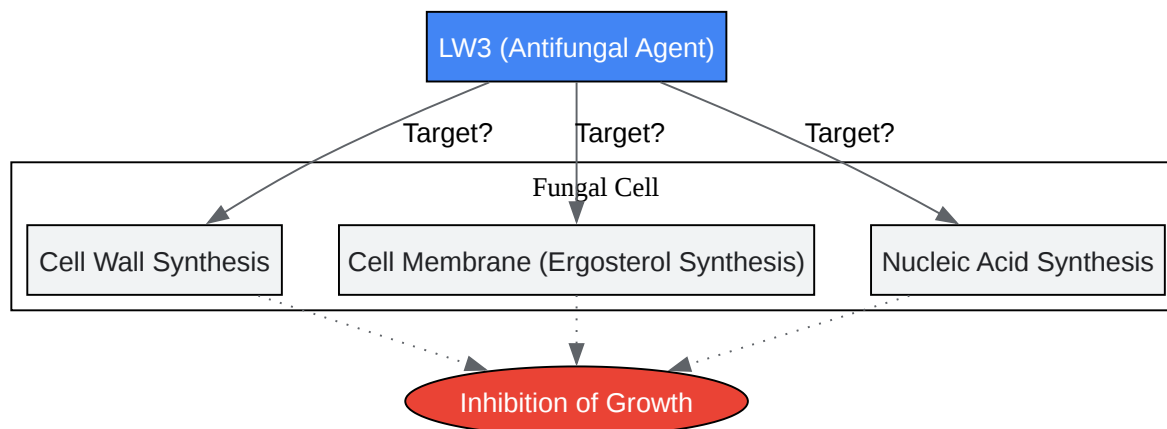 LW3 (Antifungal Agent)
Target?
Target?
Target?
Fungal Cell
Cell Wall Synthesis
Cell Membrane (Ergosterol Synthesis)
Nucleic Acid Synthesis
Inhibition of Growth